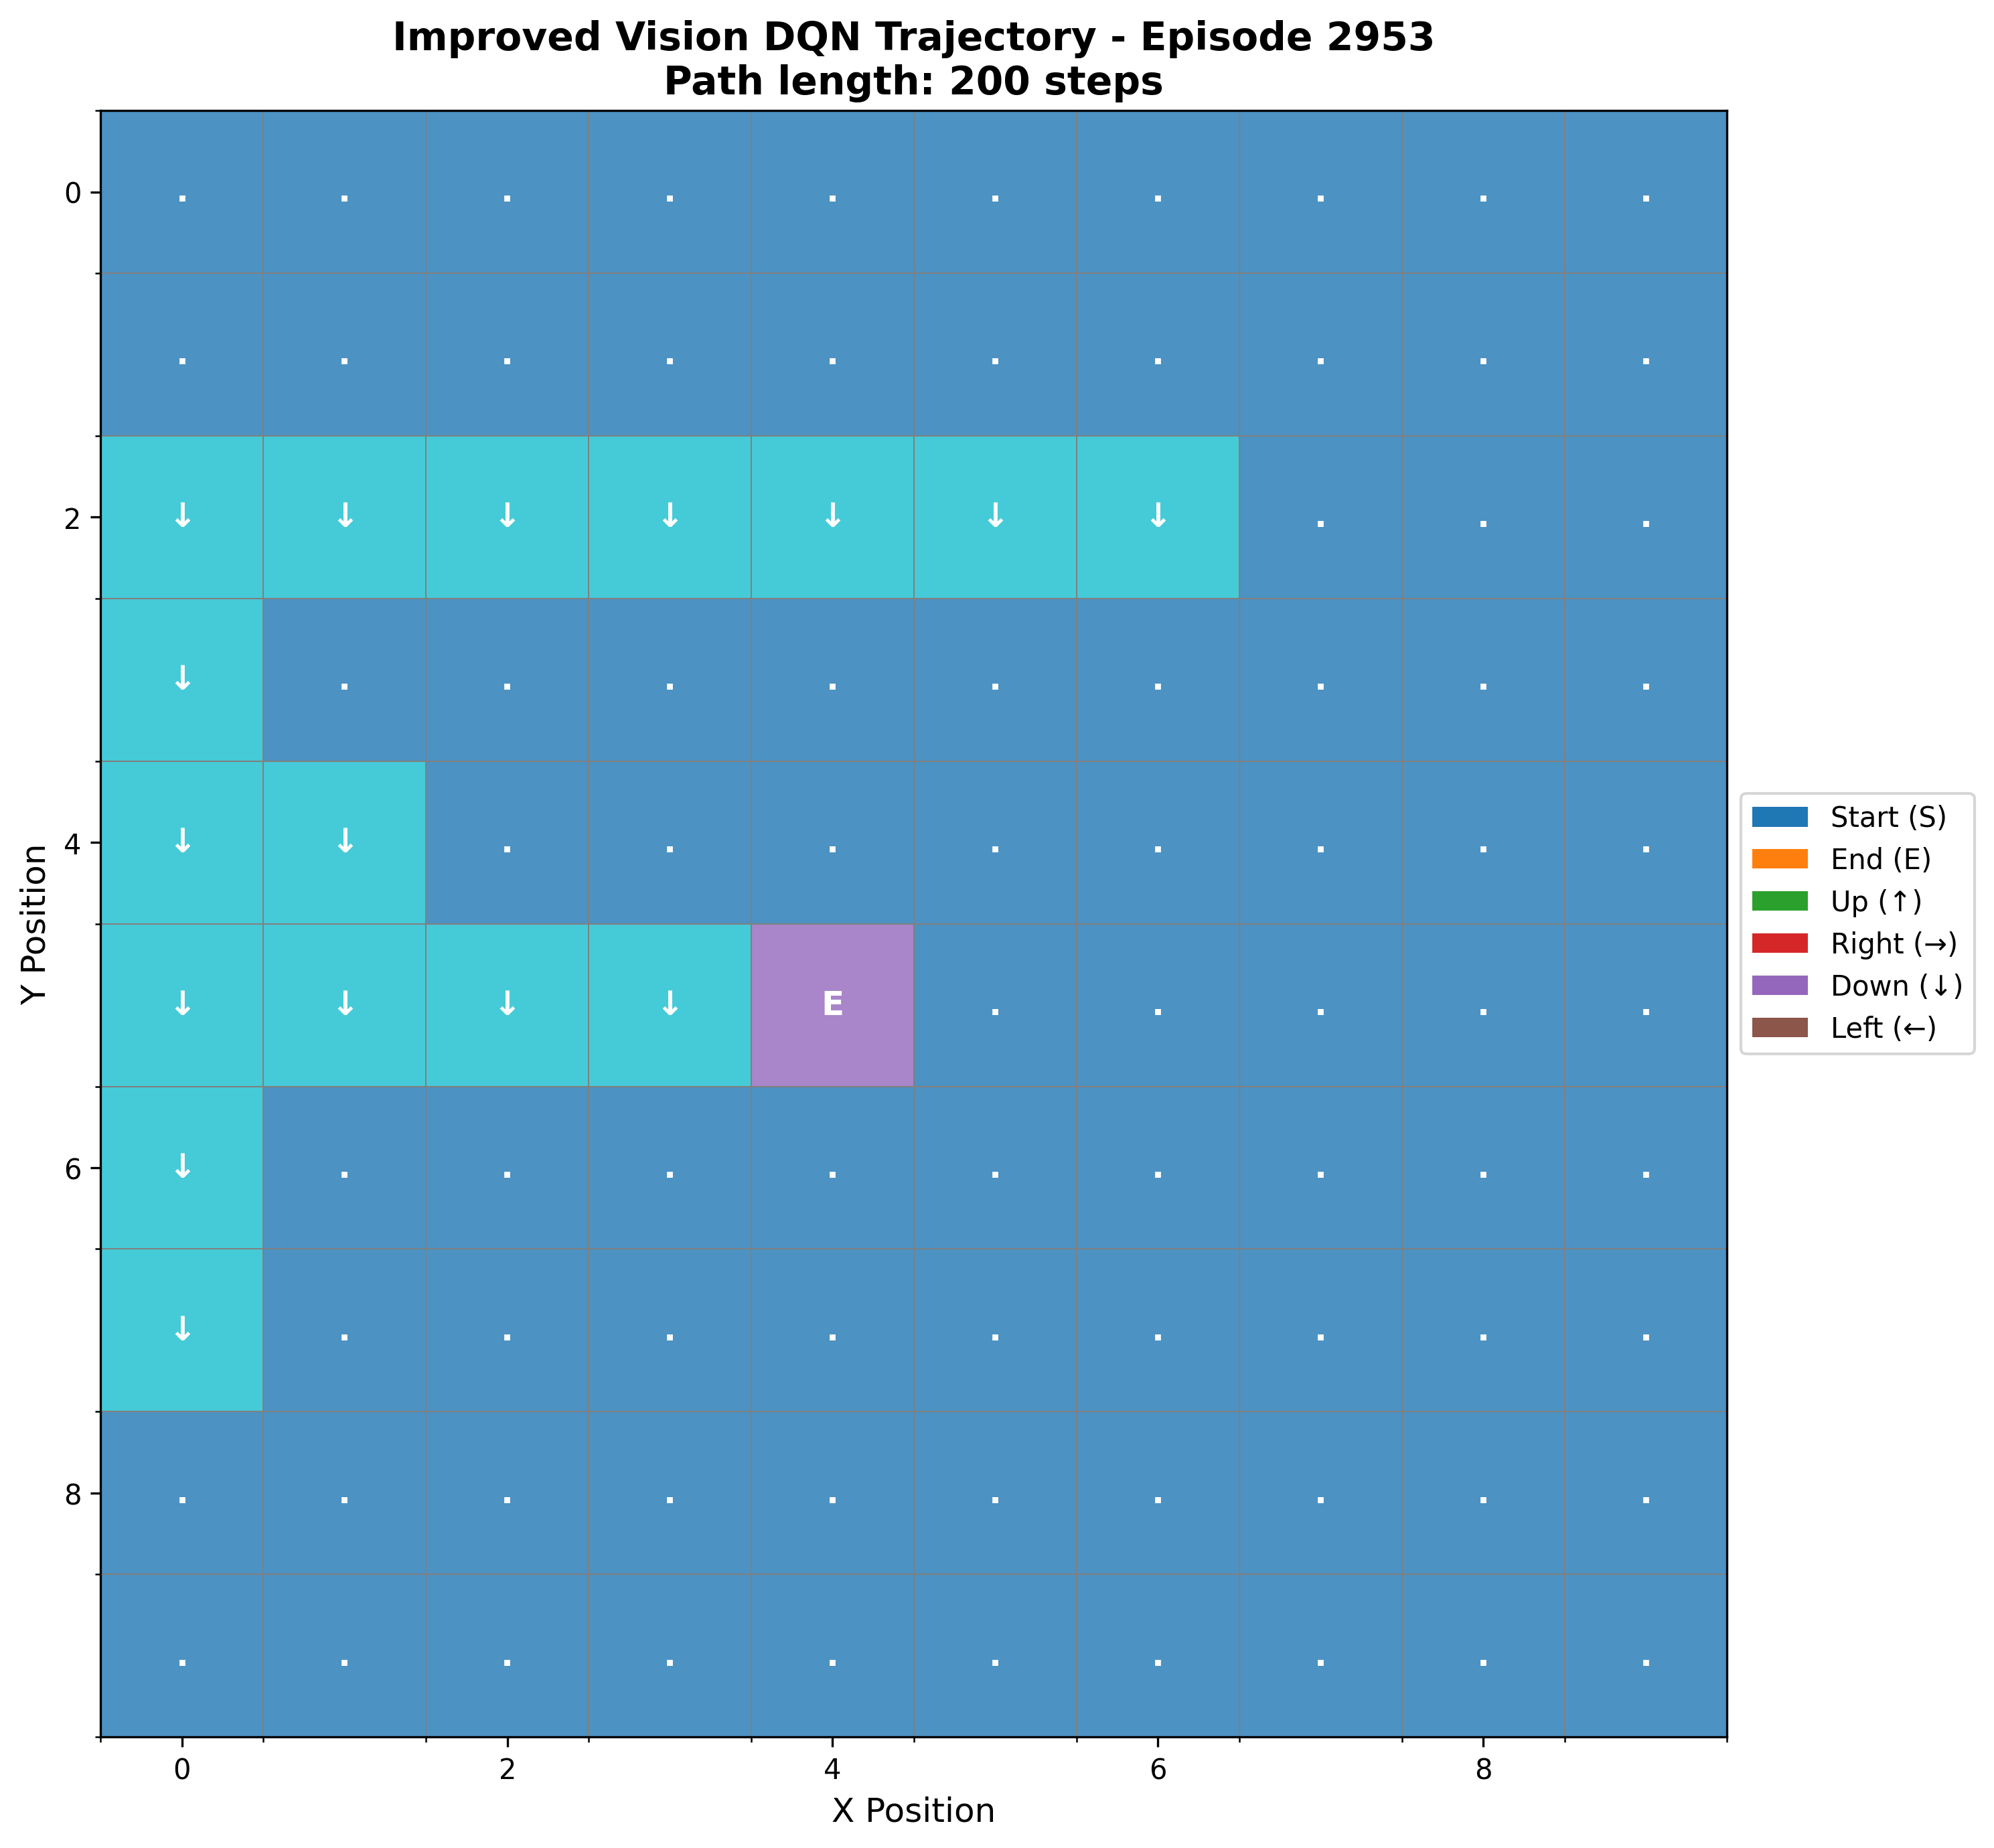 Improved Vision DQN Trajectory - Episode 2953
Path length: 200 steps
0
. . . . . . . . . .
. . . . . . . . . .
2
↓ ↓ ↓ ↓ ↓ ↓ ↓ . . .
↓ . . . . . . . . .
4
↓ ↓ . . . . . . . .
↓ ↓ ↓ ↓ E . . . . .
6
↓ . . . . . . . . .
↓ . . . . . . . . .
8
. . . . . . . . . .
. . . . . . . . . .
0 2 4 6 8
X Position
Y Position
Start (S)
End (E)
Up (↑)
Right (→)
Down (↓)
Left (←)